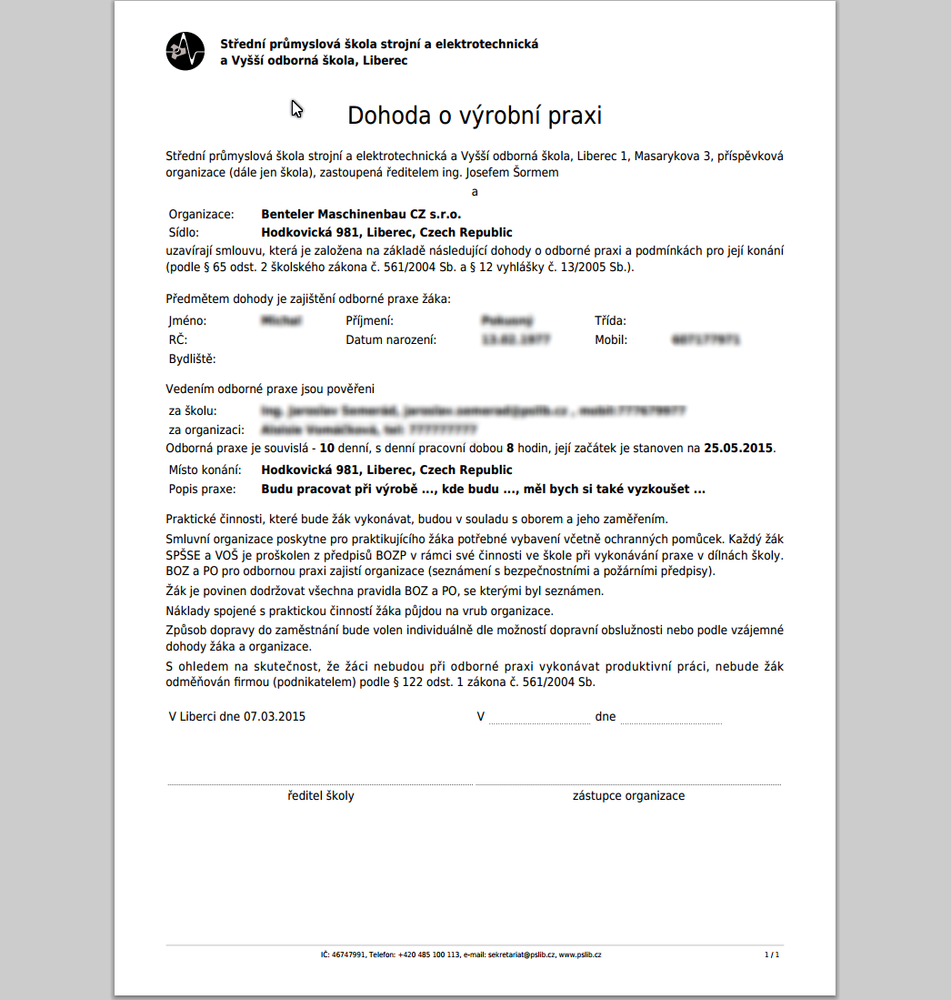 Střední průmyslová škola strojní a elektrotechnická
a Vyšší odborná škola, Liberec
Dohoda o výrobní praxi
Střední průmyslová škola strojní a elektrotechnická a Vyšší odborná škola, Liberec 1, Masarykova 3, příspěvková
organizace (dále jen škola), zastoupená ředitelem ing. Josefem Šormem
a
Organizace: Benteler Maschinenbau CZ s.r.o.
Sídlo: Hodkovická 981, Liberec, Czech Republic
uzavírají smlouvu, která je založena na základě následující dohody o odborné praxi a podmínkách pro její konání
(podle § 65 odst. 2 školského zákona č. 561/2004 Sb. a § 12 vyhlášky č. 13/2005 Sb.).
Předmětem dohody je zajištění odborné praxe žáka:
Jméno: Příjmení: Třída:
RČ: Datum narození: Mobil:
Bydliště:
Vedením odborné praxe jsou pověřeni
za školu:
za organizaci:
Odborná praxe je souvislá - 10 denní, s denní pracovní dobou 8 hodin, její začátek je stanoven na 25.05.2015.
Místo konání: Hodkovická 981, Liberec, Czech Republic
Popis praxe: Budu pracovat při výrobě ..., kde budu ..., měl bych si také vyzkoušet ...
Praktické činnosti, které bude žák vykonávat, budou v souladu s oborem a jeho zaměřením.
Smluvní organizace poskytne pro praktikujícího žáka potřebné vybavení včetně ochranných pomůcek. Každý žák
SPŠSE a VOŠ je proškolen z předpisů BOZP v rámci své činnosti ve škole při vykonávání praxe v dílnách školy.
BOZ a PO pro odbornou praxi zajistí organizace (seznámení s bezpečnostními a požárními předpisy).
Žák je povinen dodržovat všechna pravidla BOZ a PO, se kterými byl seznámen.
Náklady spojené s praktickou činností žáka půjdou na vrub organizace.
Způsob dopravy do zaměstnání bude volen individuálně dle možností dopravní obslužnosti nebo podle vzájemné
dohody žáka a organizace.
S ohledem na skutečnost, že žáci nebudou při odborné praxi vykonávat produktivní práci, nebude žák
odměňován firmou (podnikatelem) podle § 122 odst. 1 zákona č. 561/2004 Sb.
V Liberci dne 07.03.2015 V dne
ředitel školy zástupce organizace
IČ: 46747991, Telefon: +420 485 100 113, e-mail: sekretariat@pslib.cz, www.pslib.cz 1 / 1